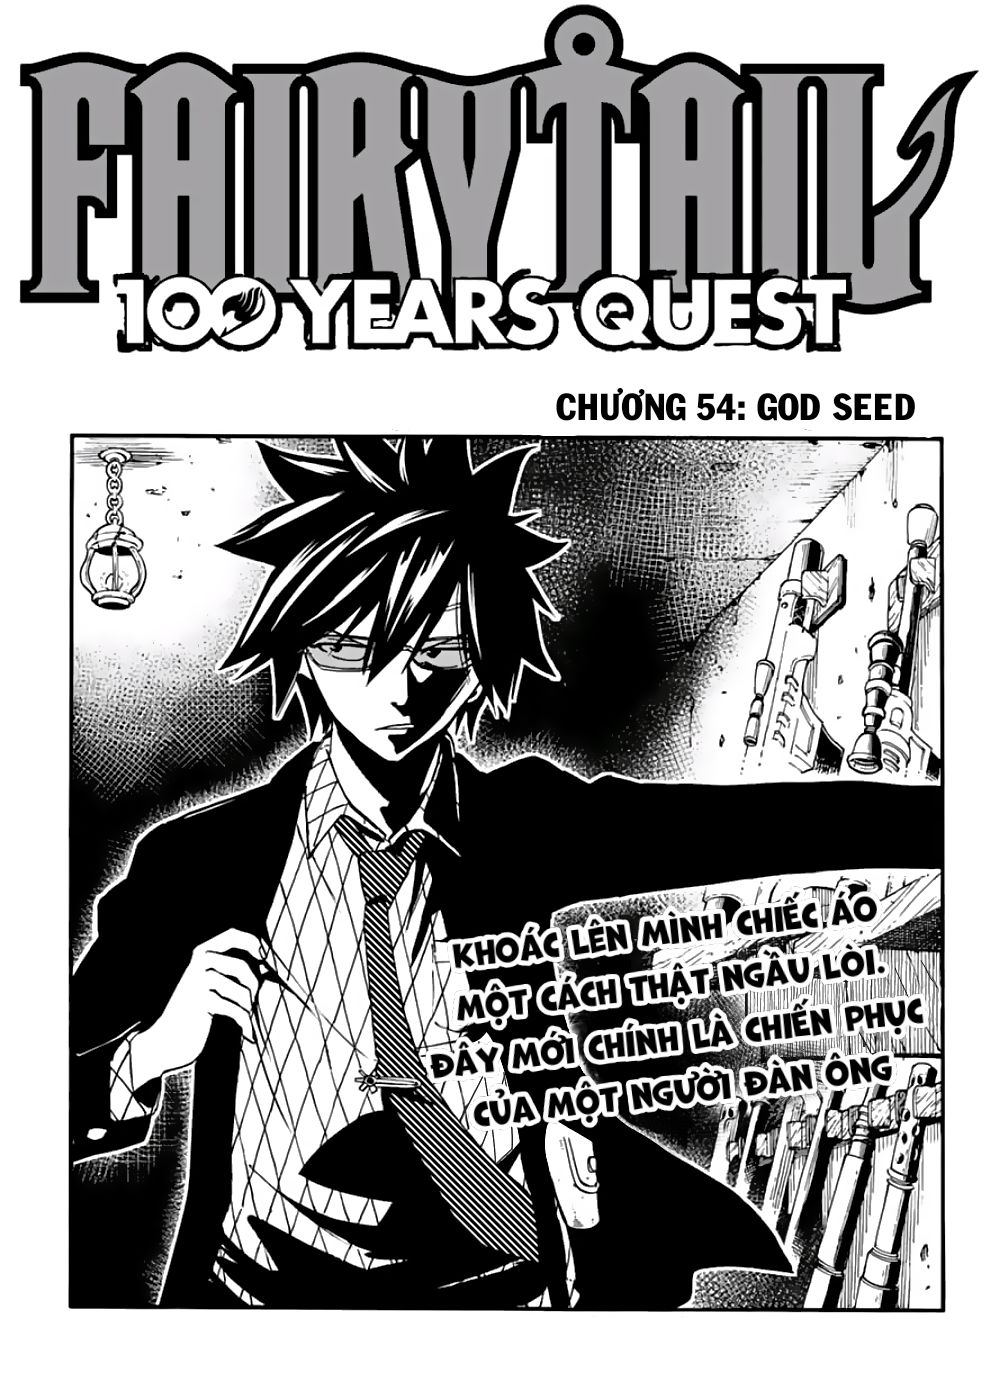 FAIRY TAIL
100 YEARS QUEST
CHƯƠNG 54: GOD SEED
KHOÁC LÊN MÌNH CHIẾC ÁO
MỘT CÁCH THẬT NGẦU LÒI.
ĐÂY MỚI CHÍNH LÀ CHIẾN PHỤC
CỦA MỘT NGƯỜI ĐÀN ÔNG